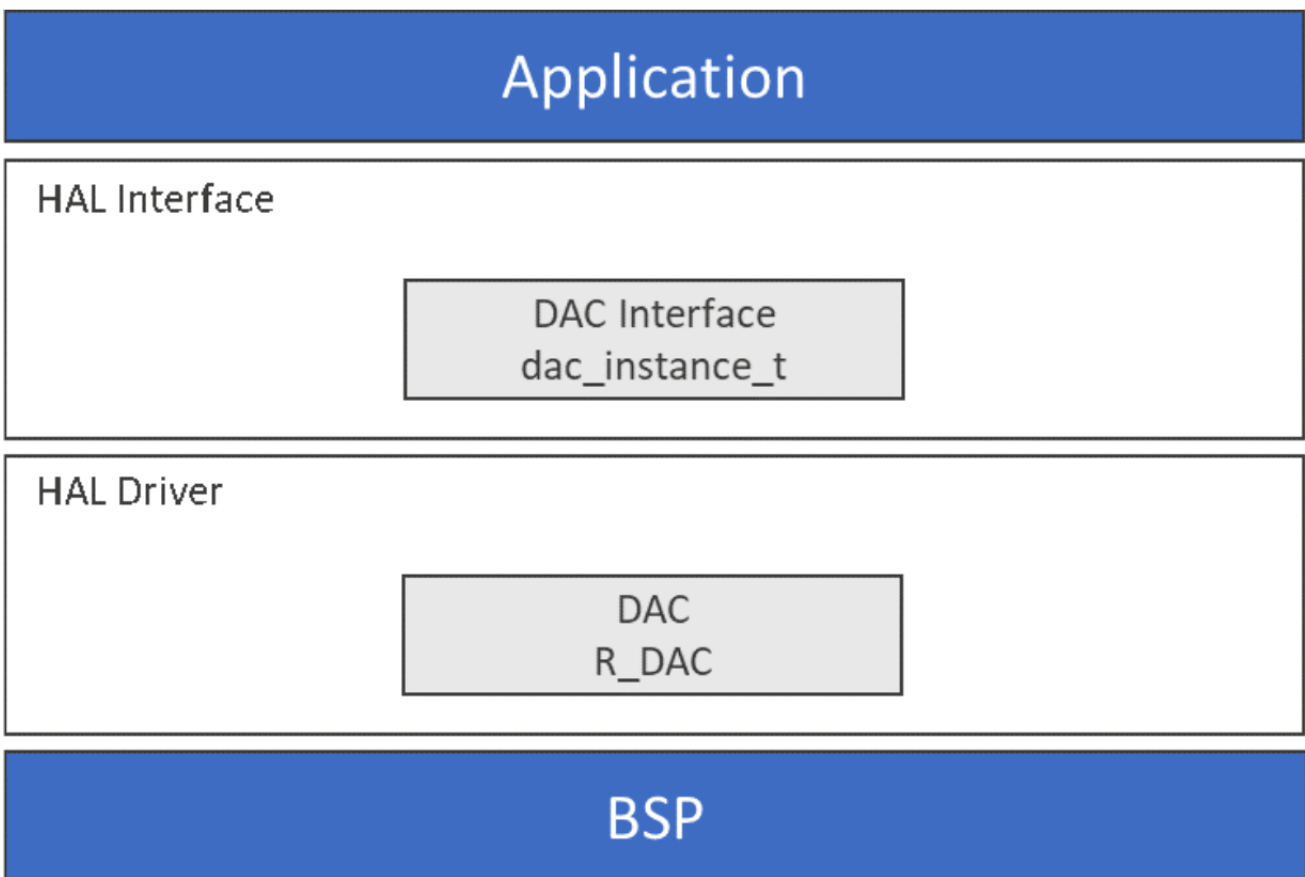 Application
HAL Interface
DAC Interface
dac_instance_t
HAL Driver
DAC
R_DAC
BSP